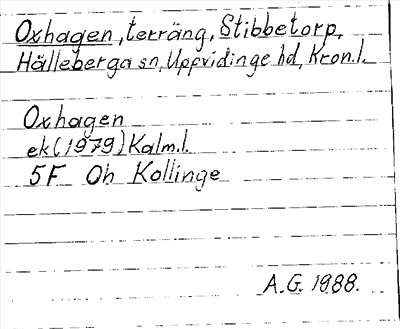 Oxhagen, terräng, Stibbetorp,
Hälleberga sn, Uppvidinge hd, Kron.l.
Oxhagen
ek (1979) Kalm.l.
5F Oh Kollinge
A.G. 1988.